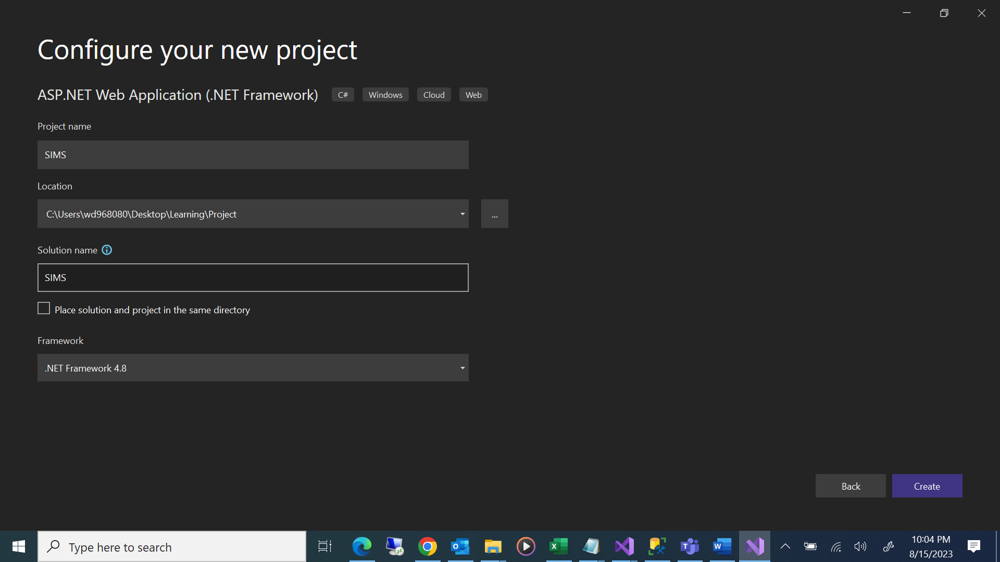 Configure your new project
ASP.NET Web Application (.NET Framework) C# Windows Cloud Web
Project name
SIMS
Location
C:\Users\wd968080\Desktop\Learning\Project
...
Solution name
SIMS
Place solution and project in the same directory
Framework
.NET Framework 4.8
Back Create
Type here to search
10:04 PM
8/15/2023